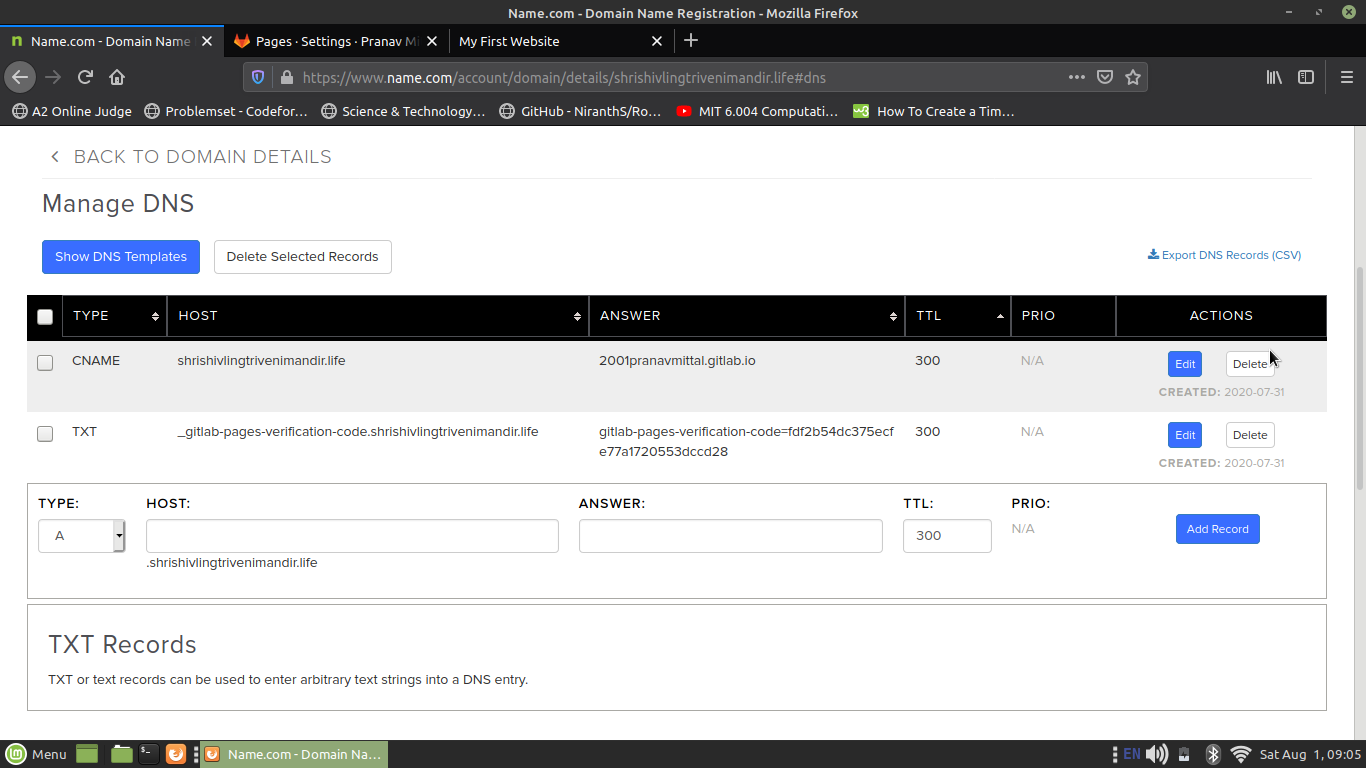 Name.com - Domain Name Registration - Mozilla Firefox
Name.com - Domain Name
Pages · Settings · Pranav Mi
My First Website
https://www.name.com/account/domain/details/shrishivlingtrivenimandir.life#dns
A2 Online Judge
Problemset - Codefor…
Science & Technology…
GitHub - NiranthS/Ro…
MIT 6.004 Computati…
How To Create a Tim…
BACK TO DOMAIN DETAILS
Manage DNS
Show DNS Templates
Delete Selected Records
Export DNS Records (CSV)
TYPE HOST ANSWER TTL PRIO ACTIONS
CNAME shrishivlingtrivenimandir.life 2001pranavmittal.gitlab.io 300 N/A Edit Delete
CREATED: 2020-07-31
TXT _gitlab-pages-verification-code.shrishivlingtrivenimandir.life gitlab-pages-verification-code=fdf2b54dc375ecf 300 N/A Edit Delete
e77a1720553dccd28
CREATED: 2020-07-31
TYPE: HOST: ANSWER: TTL: PRIO:
A 300 N/A Add Record
.shrishivlingtrivenimandir.life
TXT Records
TXT or text records can be used to enter arbitrary text strings into a DNS entry.
Menu
Name.com - Domain Na…
EN
Sat Aug 1, 09:05